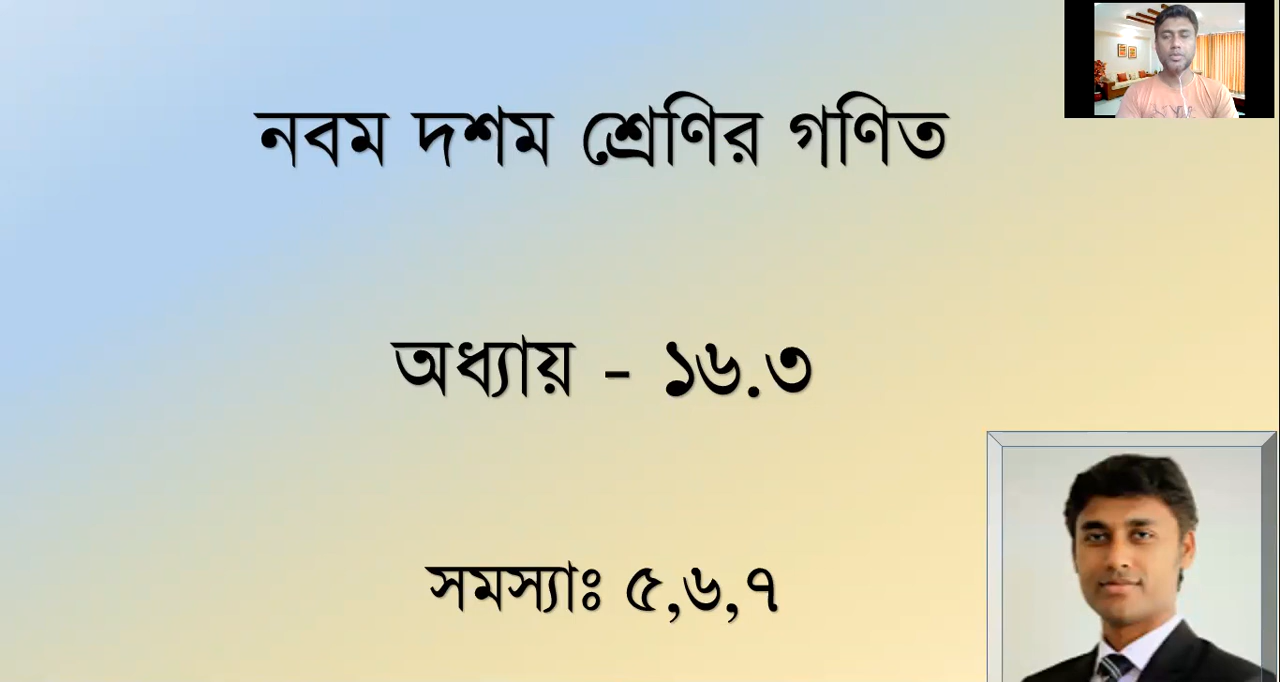 নবম দশম শ্রেণির গণিত
অধ্যায় - ১৬.৩
সমস্যাঃ ৫,৬,৭